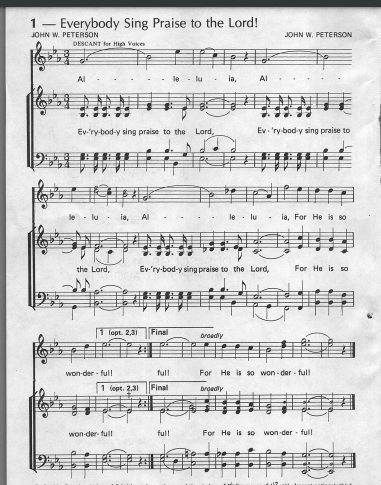 1 — Everybody Sing Praise to the Lord!
JOHN W. PETERSON JOHN W. PETERSON
DESCANT for High Voices
Al - - - - le - lu - ia, Al - - - -
Ev-'ry-bod-y sing praise to the Lord, Ev-'ry-bod-y sing praise to
le - lu - ia, Al - - - - le - lu - ia, For He is so
the Lord, Ev-'ry-bod-y sing praise to the Lord, For He is so
1 (opt. 2,3) Final broadly
won-der-ful! ful! For He is so won-der-ful!
1 (opt. 2,3) Final broadly
won-der-ful! ful! For He is so won-der-ful!